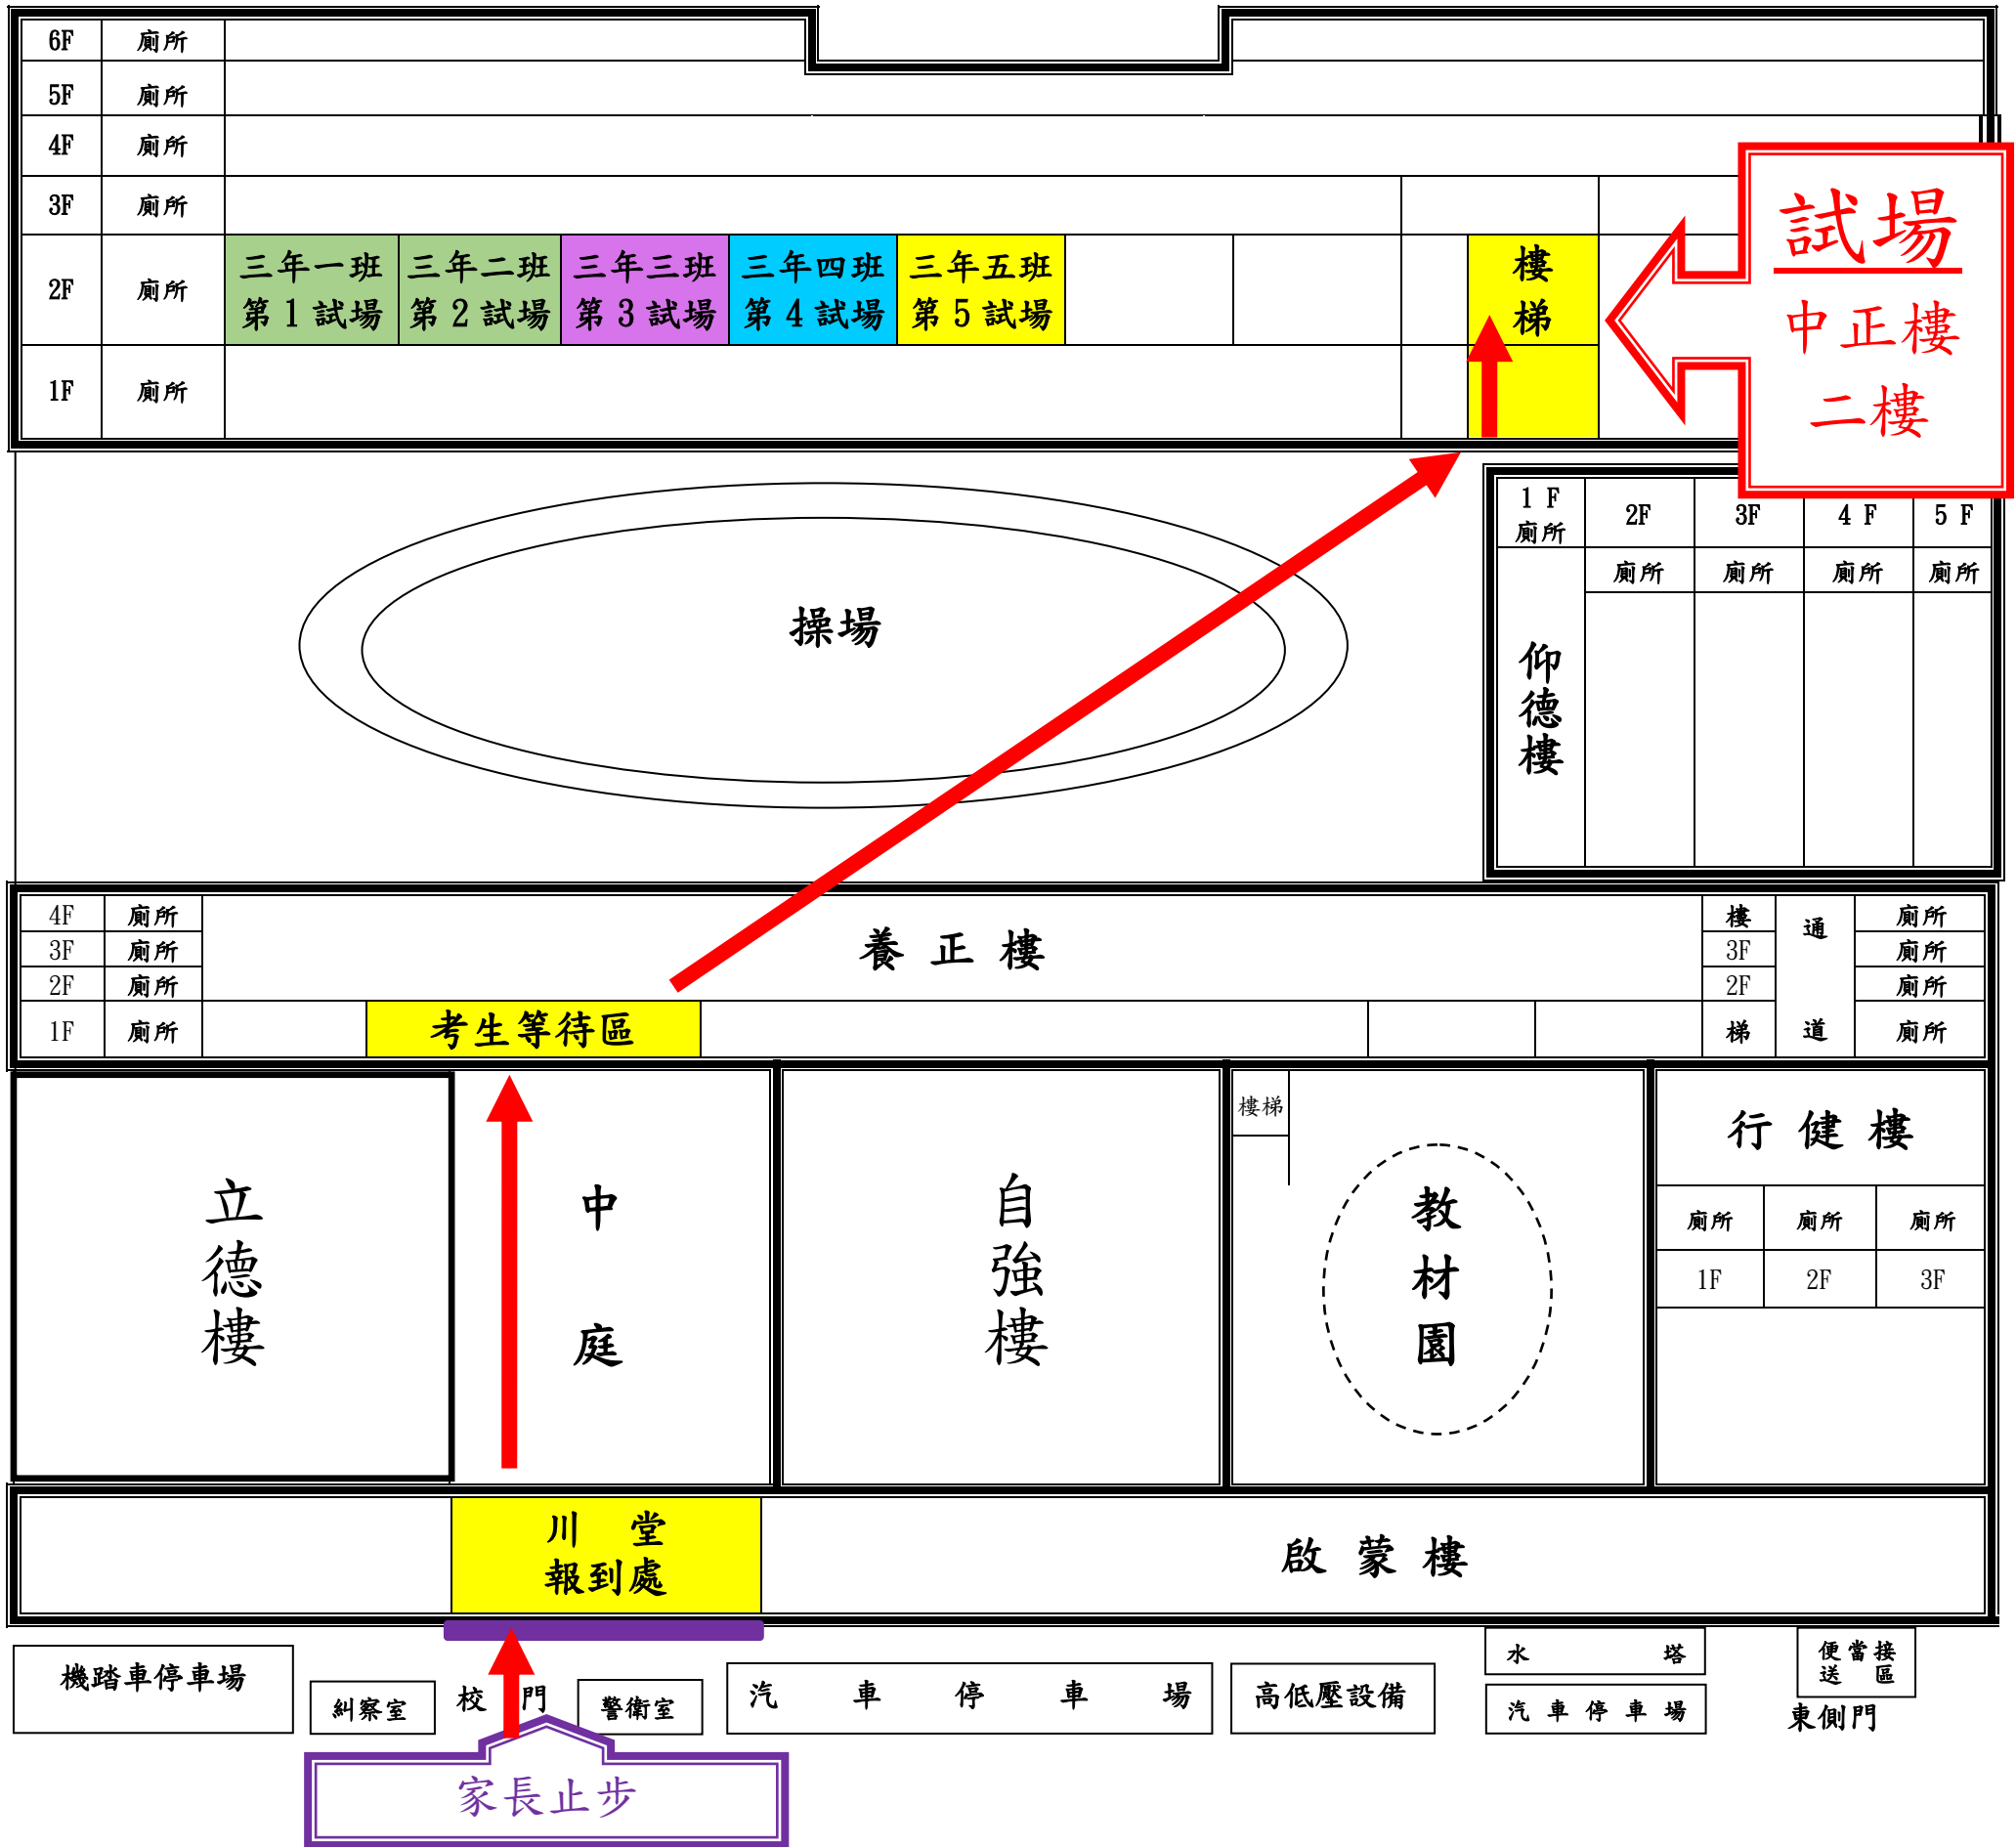 6F 廁所
5F 廁所
4F 廁所
3F 廁所
2F 廁所
三年一班
第 1 試場
三年二班
第 2 試場
三年三班
第 3 試場
三年四班
第 4 試場
三年五班
第 5 試場
樓
梯
1F 廁所
試場
中正樓
二樓
操場
1 F
廁所
2F 3F 4 F 5 F
廁所 廁所 廁所 廁所
仰
德
樓
4F 廁所
3F 廁所
2F 廁所
1F 廁所
養 正 樓
考生等待區
樓
3F
2F
梯
通
道
廁所
廁所
廁所
廁所
立
德
樓
中
庭
自
強
樓
樓梯
教
材
園
行 健 樓
廁所 廁所 廁所
1F 2F 3F
川 堂
報到處
啟 蒙 樓
機踏車停車場
糾察室
校 門
警衛室
汽 車 停 車 場
高低壓設備
水 塔
汽 車 停 車 場
便當接
送 區
東側門
家長止步